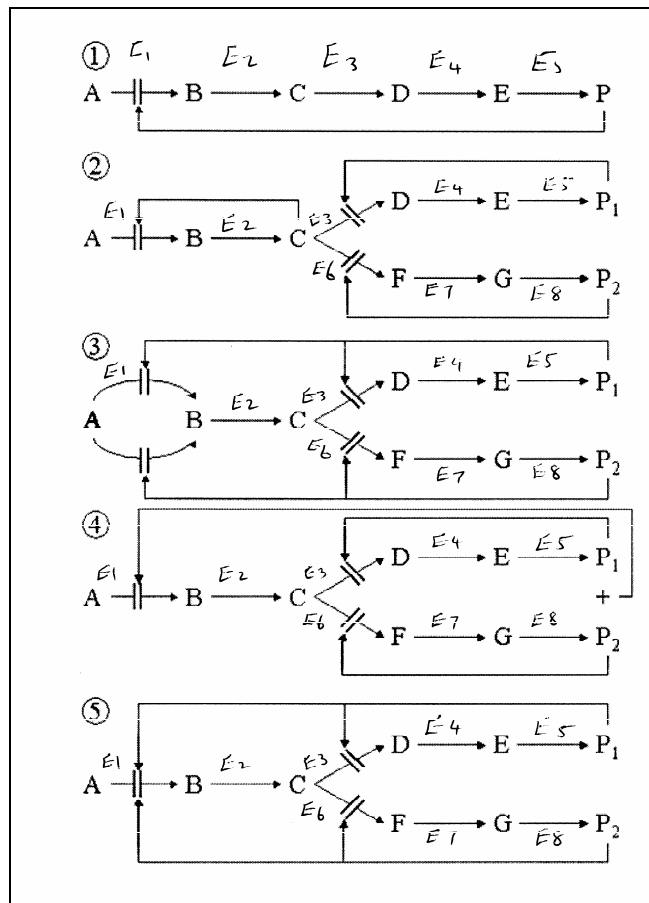 ①
E1 E2 E3 E4 E5
A B C D E P
②
D E4 E E5 P1
E1 E2 E3
A B C
E6
F E7 G E8 P2
③
E1
D E4 E E5 P1
A B E2 C E3
E6
F E7 G E8 P2
④
D E4 E E5 P1
E1 E2 E3
A B C +
E6
F E7 G E8 P2
⑤
D E4 E E5 P1
E1 E2 E3
A B C
E6
F E7 G E8 P2